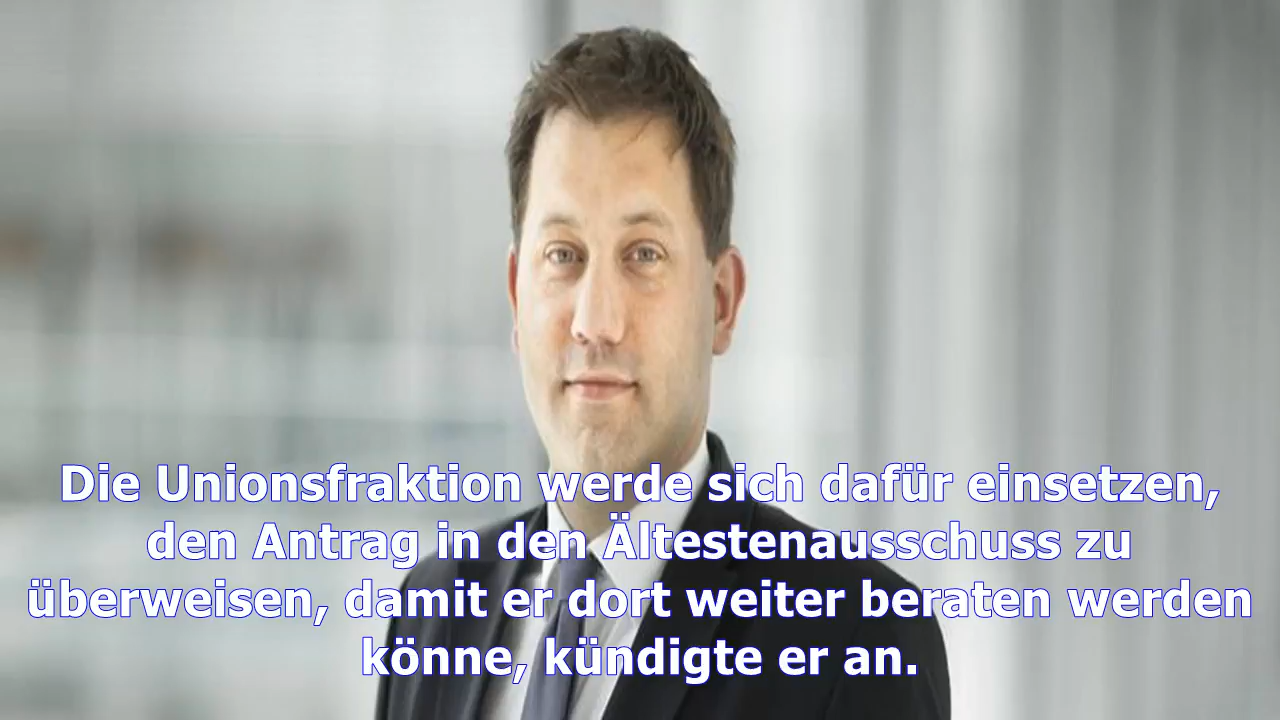 Die Unionsfraktion werde sich dafür einsetzen,
den Antrag in den Ältestenausschuss zu
überweisen, damit er dort weiter beraten werden
könne, kündigte er an.